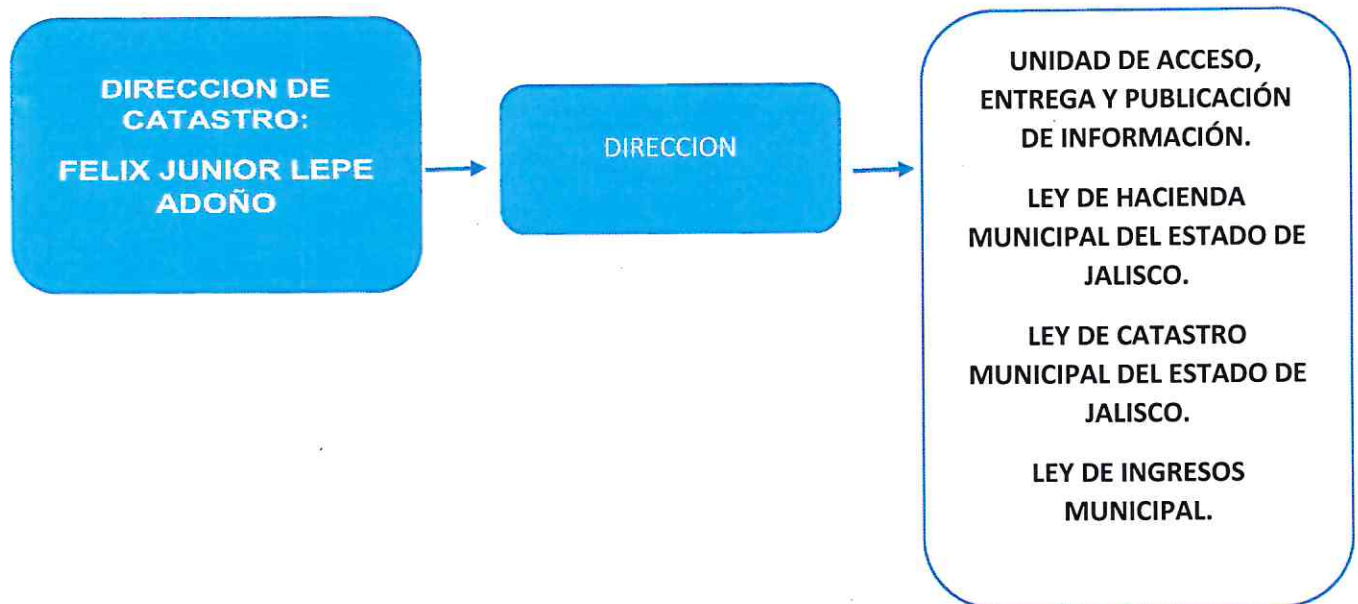 DIRECCION DE
CATASTRO:
FELIX JUNIOR LEPE
ADOÑO
DIRECCION
UNIDAD DE ACCESO,
ENTREGA Y PUBLICACIÓN
DE INFORMACIÓN.
LEY DE HACIENDA
MUNICIPAL DEL ESTADO DE
JALISCO.
LEY DE CATASTRO
MUNICIPAL DEL ESTADO DE
JALISCO.
LEY DE INGRESOS
MUNICIPAL.